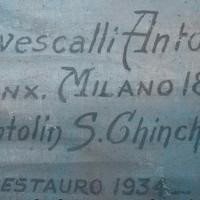 vescalli Anto
nx. Milano 18
tolin S. Chinch
estauro 1934